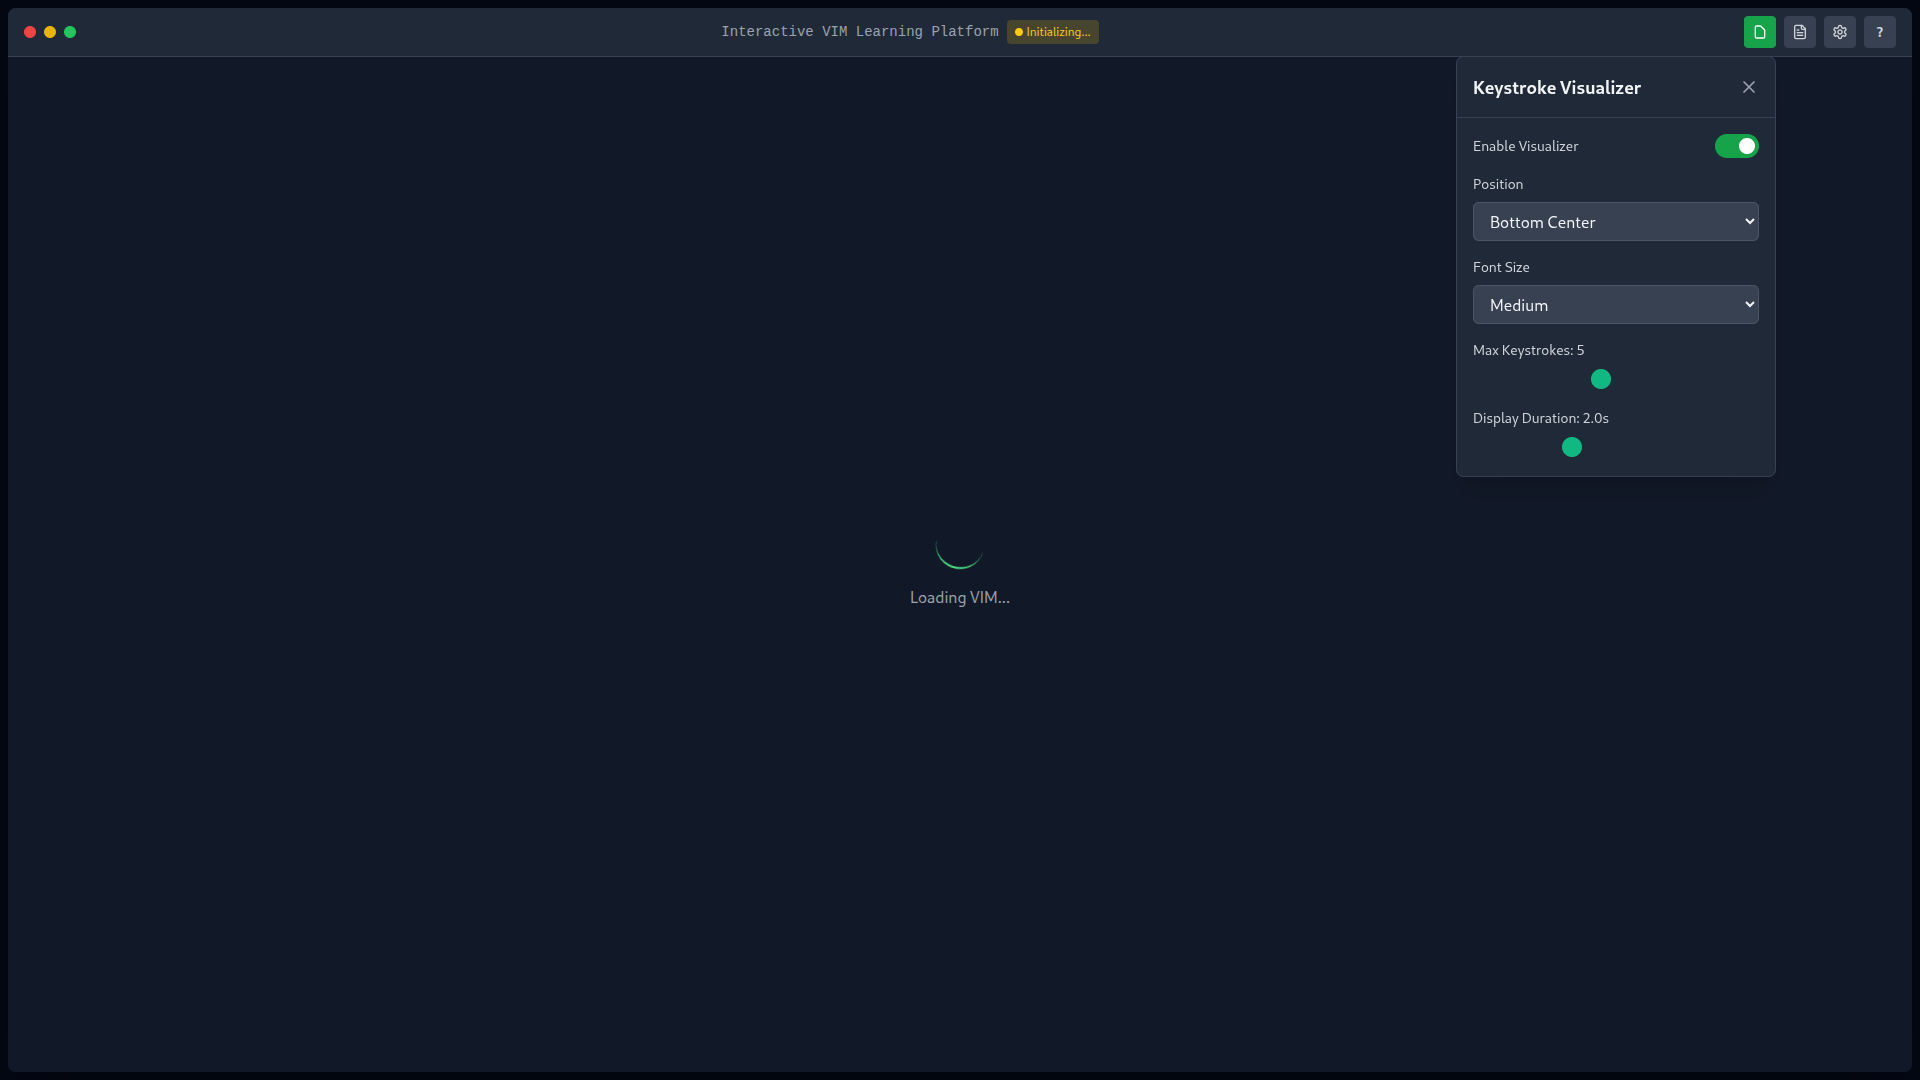 Interactive VIM Learning Platform
Initializing...
?
Keystroke Visualizer
Enable Visualizer
Position
Bottom Center
Font Size
Medium
Max Keystrokes: 5
Display Duration: 2.0s
Loading VIM...